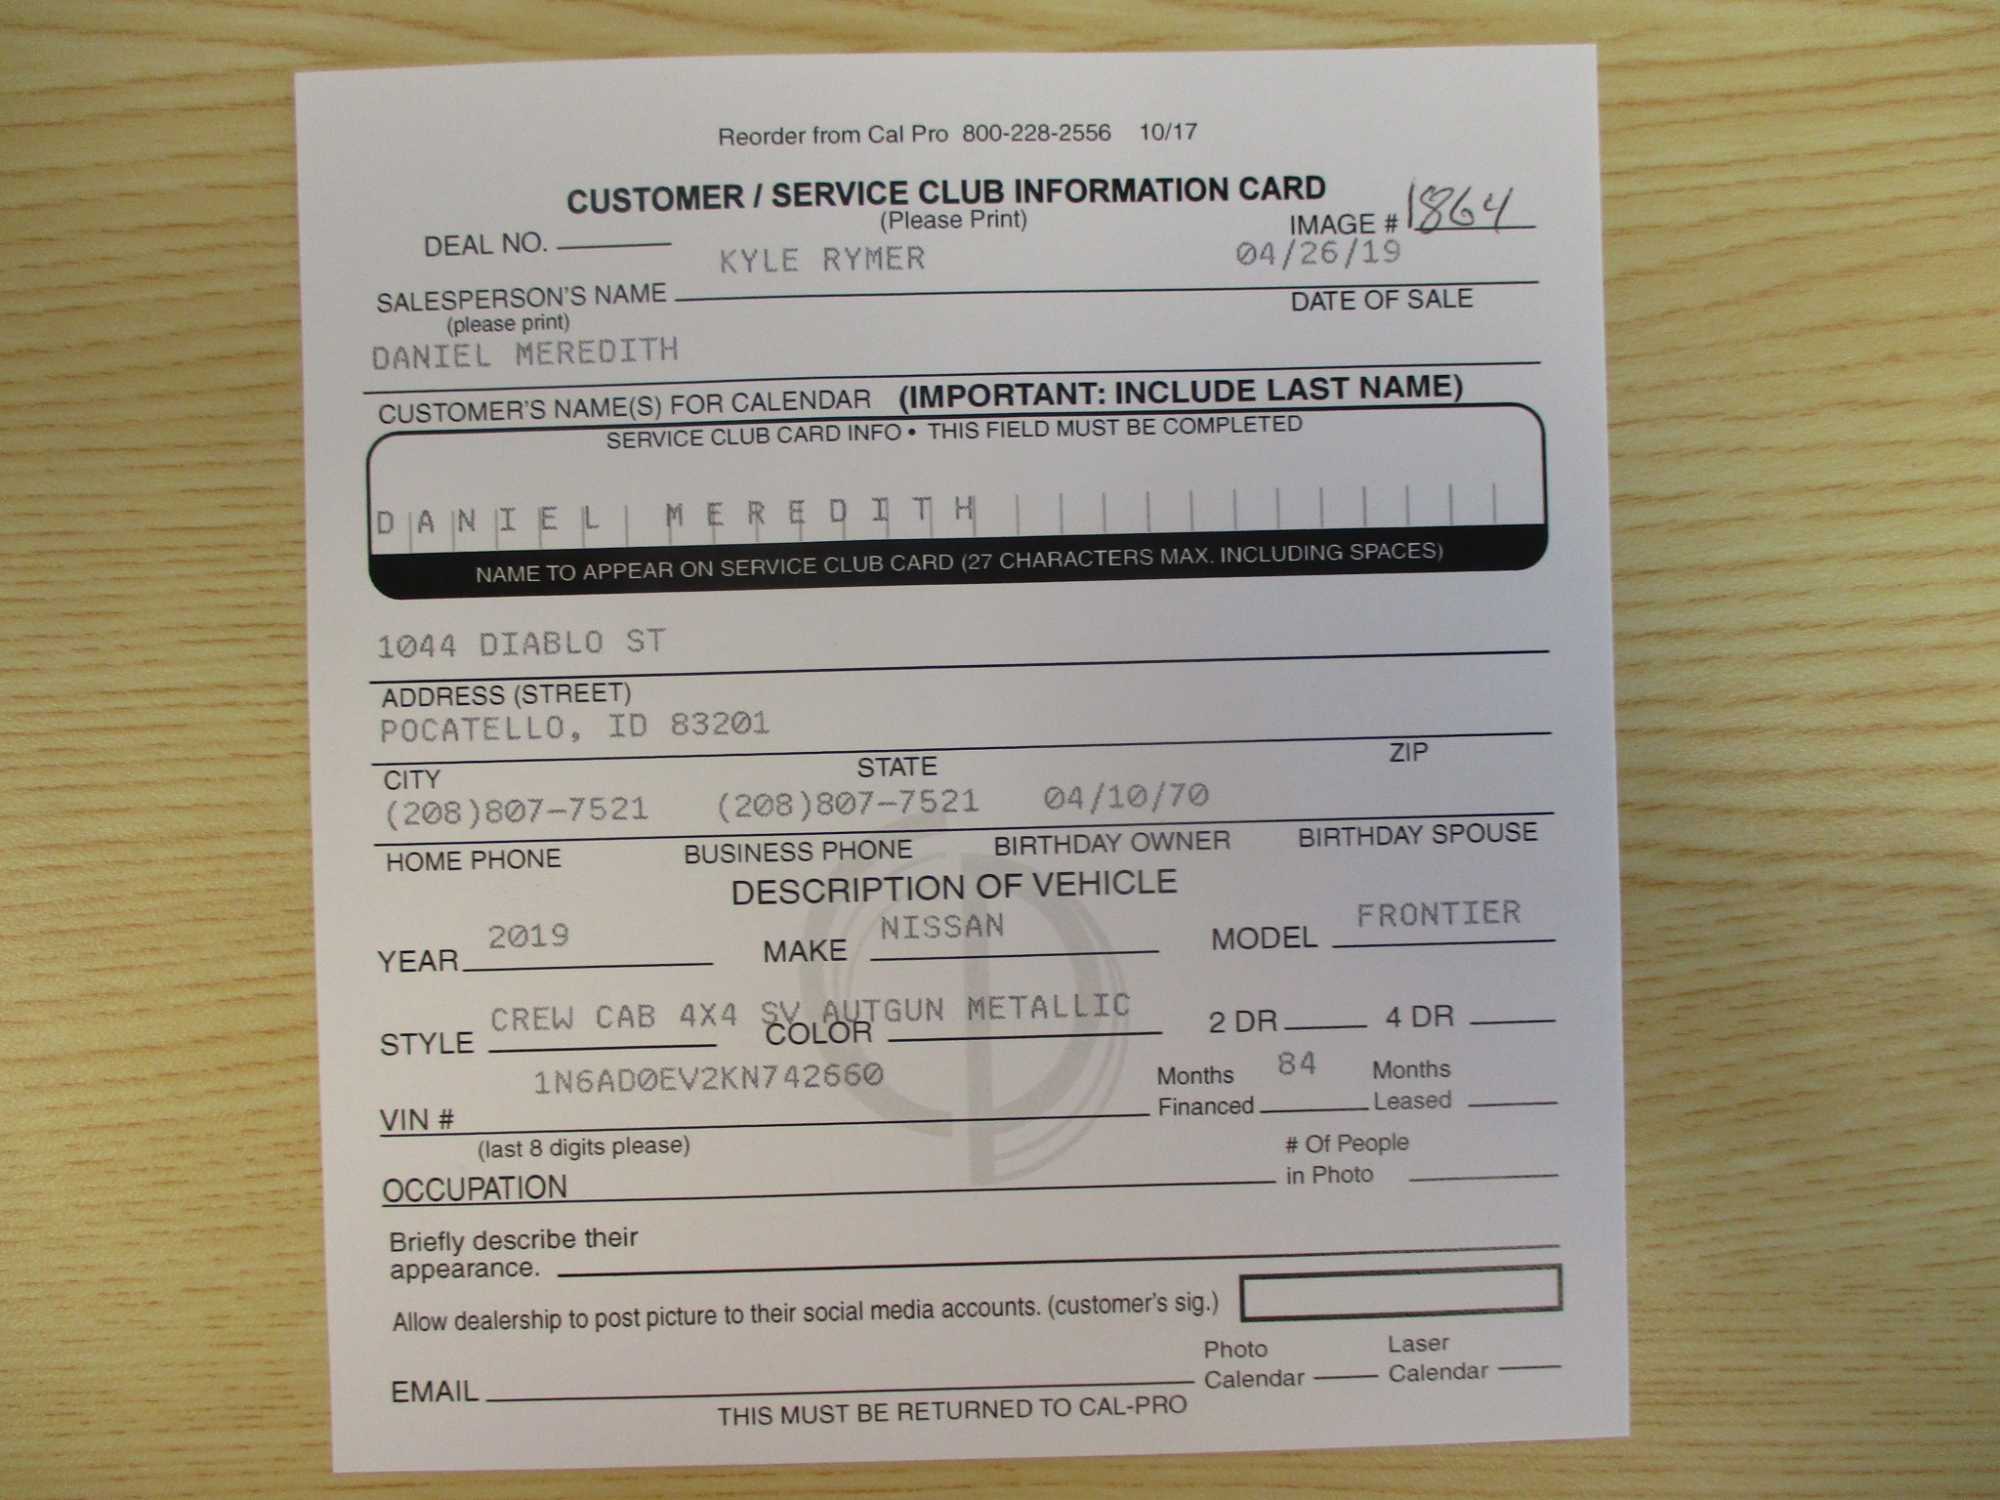 Reorder from Cal Pro 800-228-2556 10/17
CUSTOMER / SERVICE CLUB INFORMATION CARD
(Please Print)
IMAGE # 1864
DEAL NO.
KYLE RYMER 04/26/19
SALESPERSON'S NAME DATE OF SALE
(please print)
DANIEL MEREDITH
CUSTOMER'S NAME(S) FOR CALENDAR (IMPORTANT: INCLUDE LAST NAME)
SERVICE CLUB CARD INFO • THIS FIELD MUST BE COMPLETED
DANIEL MEREDITH
NAME TO APPEAR ON SERVICE CLUB CARD (27 CHARACTERS MAX. INCLUDING SPACES)
1044 DIABLO ST
ADDRESS (STREET)
POCATELLO, ID 83201
CITY STATE ZIP
(208)807-7521 (208)807-7521 04/10/70
HOME PHONE BUSINESS PHONE BIRTHDAY OWNER BIRTHDAY SPOUSE
DESCRIPTION OF VEHICLE
YEAR 2019 MAKE NISSAN MODEL FRONTIER
STYLE CREW CAB 4X4 SV AUTGUN METALLIC COLOR 2 DR 4 DR
1N6AD0EV2KN742660 Months 84 Months
VIN # Financed Leased
(last 8 digits please) # Of People
OCCUPATION in Photo
Briefly describe their
appearance.
Allow dealership to post picture to their social media accounts. (customer's sig.)
Photo Laser
EMAIL Calendar Calendar
THIS MUST BE RETURNED TO CAL-PRO